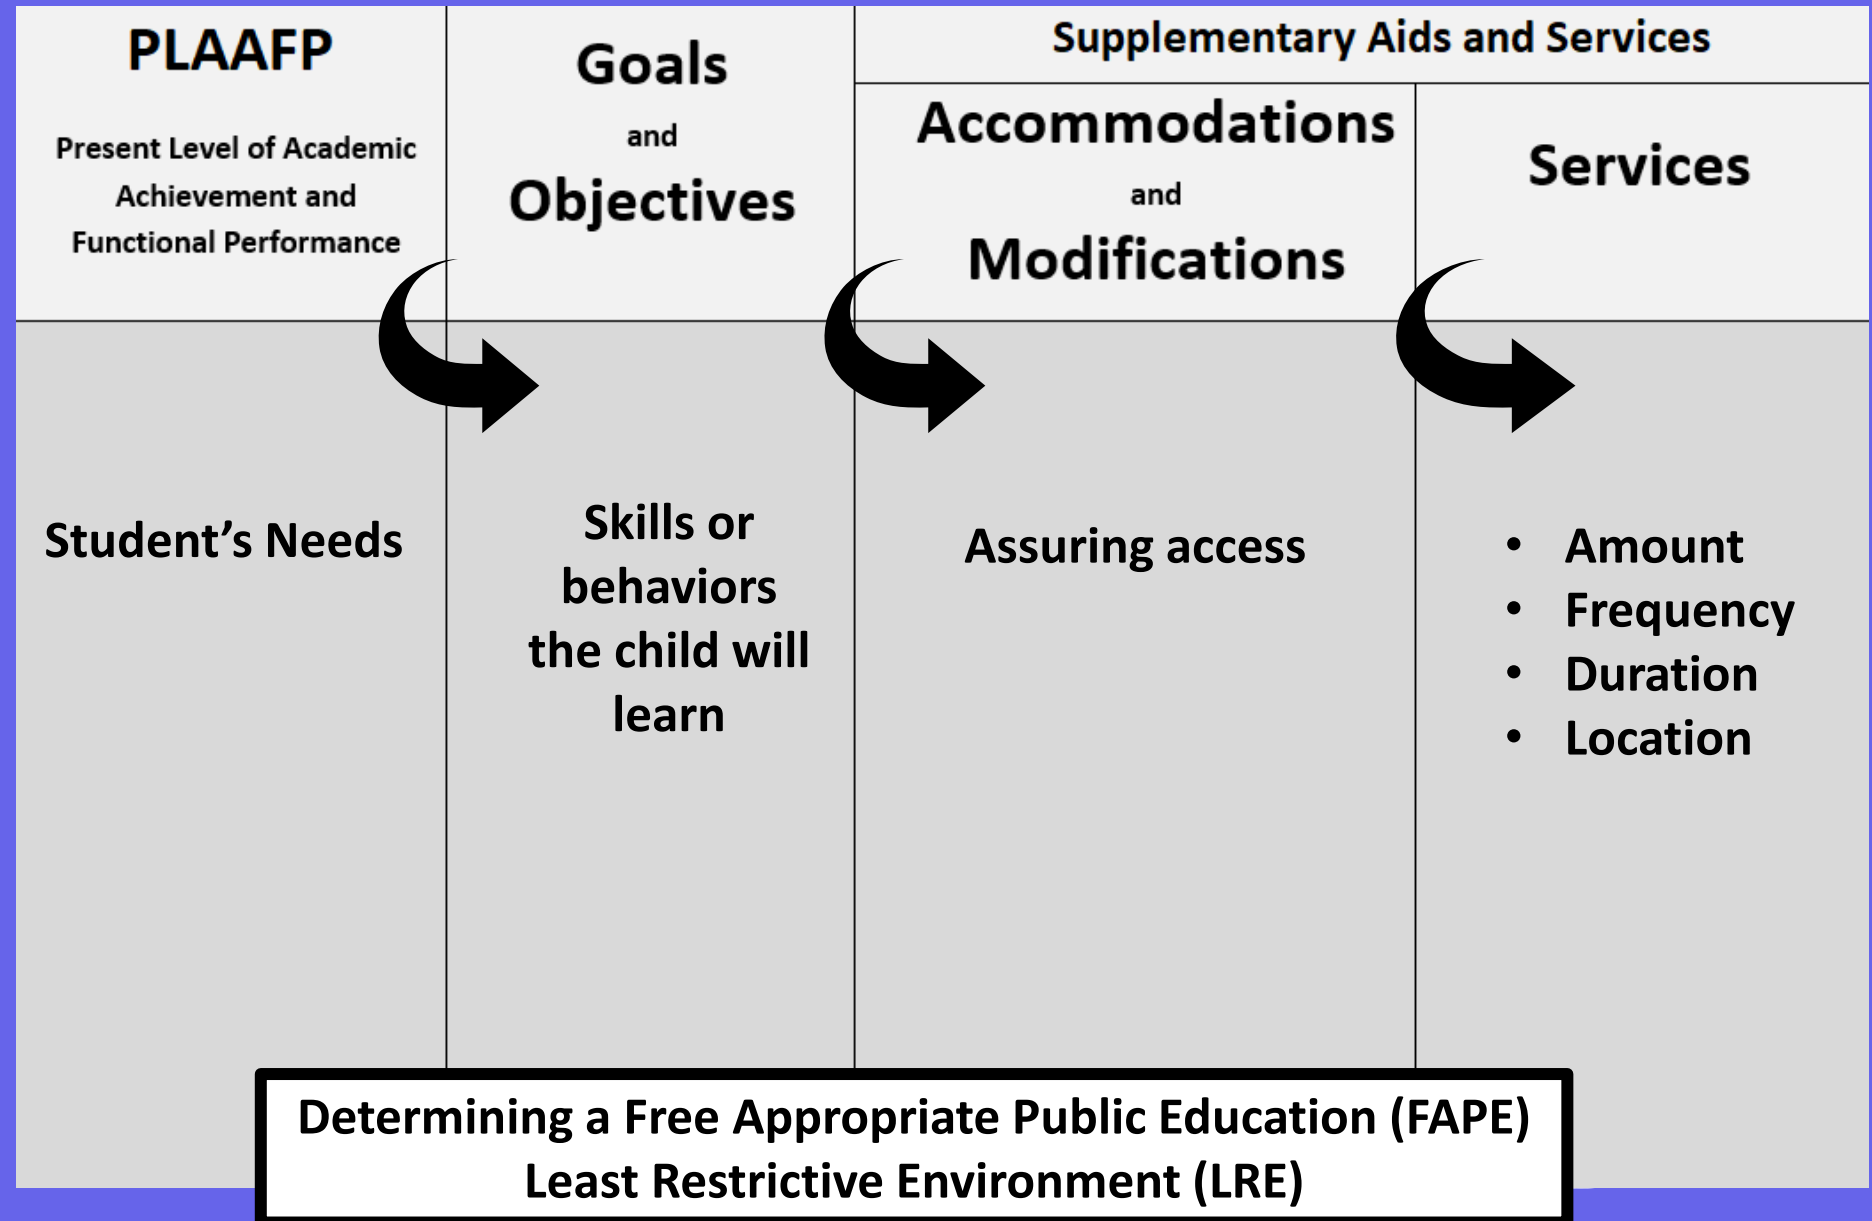 PLAAFP
Present Level of Academic
Achievement and
Functional Performance
Goals
and
Objectives
Supplementary Aids and Services
Accommodations
and
Modifications
Services
Student’s Needs
Skills or
behaviors
the child will
learn
Assuring access
• Amount
• Frequency
• Duration
• Location
Determining a Free Appropriate Public Education (FAPE)
Least Restrictive Environment (LRE)